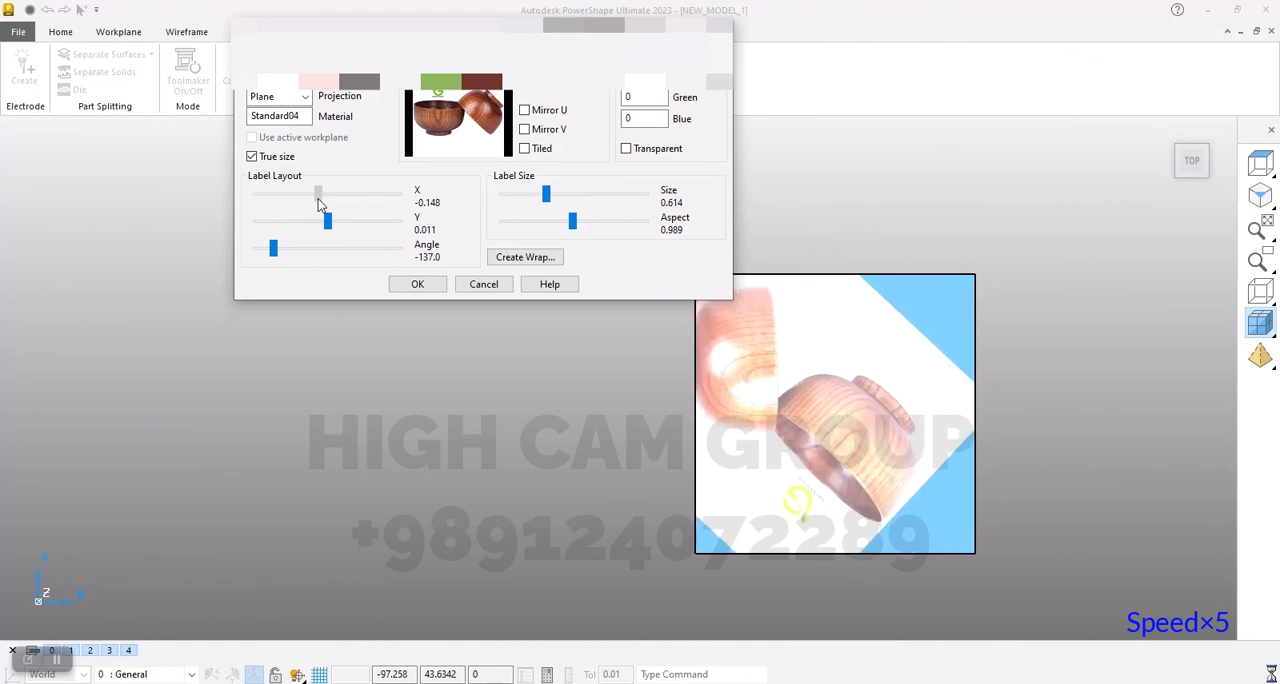 Autodesk PowerShape Ultimate 2023 - [NEW_MODEL_1]
File Home Workplane Wireframe
Create
Electrode
Separate Surfaces
Separate Solids
Die
Part Splitting
Toolmaker
On/Off
Mode
Plane Projection
Standard04 Material
Use active workplane
True size
Mirror U
Mirror V
Tiled
0 Green
0 Blue
Transparent
Label Layout
X
-0.148
Y
0.011
Angle
-137.0
Label Size
Size
0.614
Aspect
0.989
Create Wrap...
OK Cancel Help
TOP
HIGH CAM GROUP
+989124072289
Z
Speed×5
0 1 2 3 4
World 0 : General -97.258 43.6342 0 Tol 0.01 Type Command